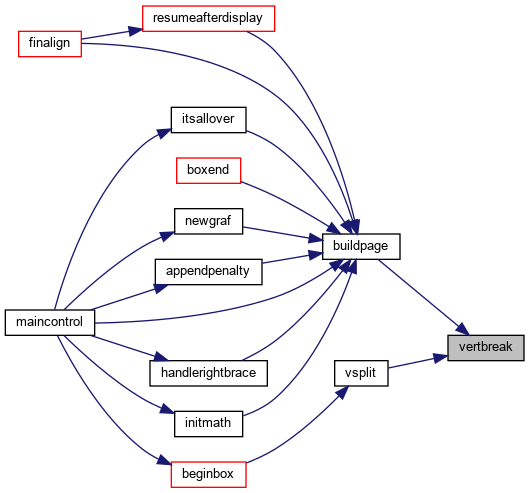 resumeafterdisplay
finalign
itsallover
boxend
newgraf
buildpage
appendpenalty
maincontrol
vertbreak
handlerightbrace
vsplit
initmath
beginbox